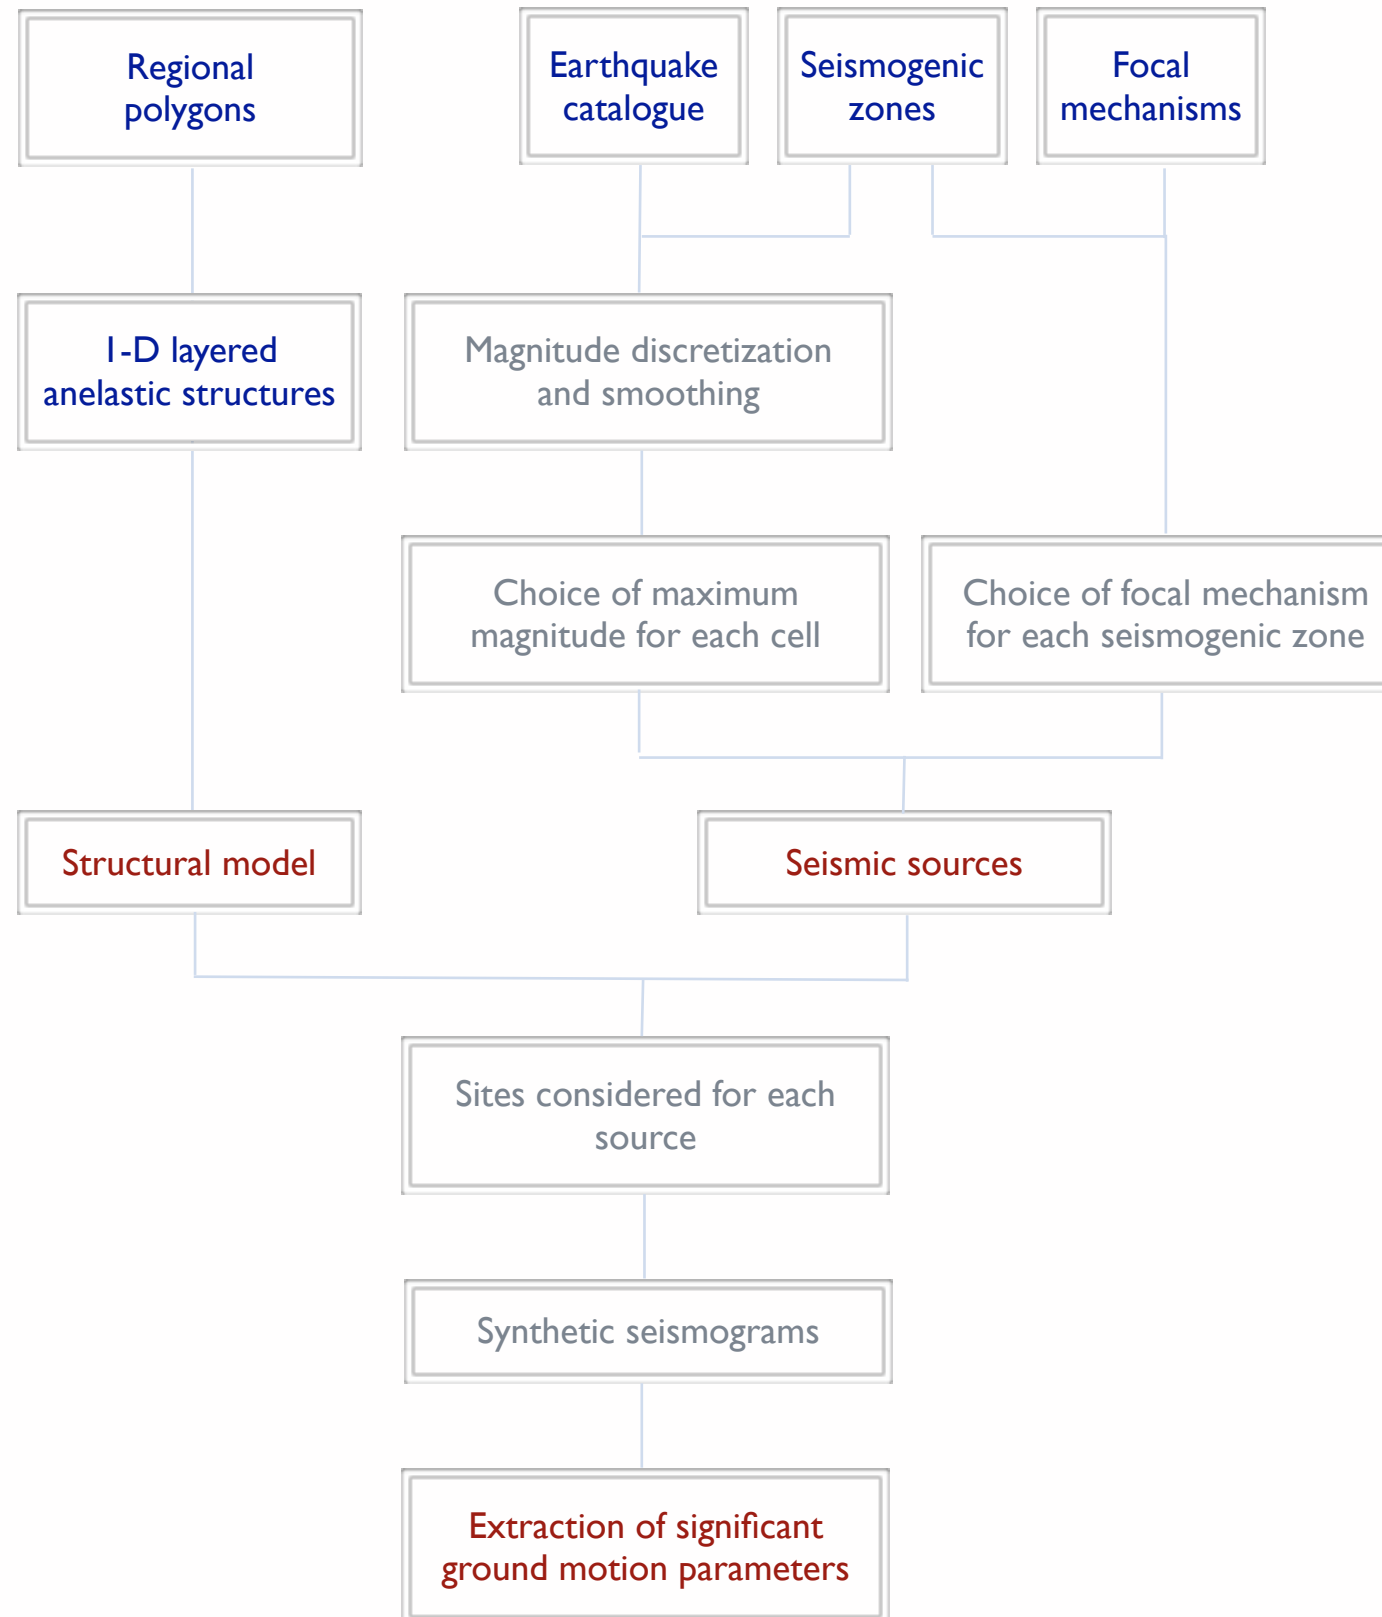 Regional
polygons
Earthquake
catalogue
Seismogenic
zones
Focal
mechanisms
1-D layered
anelastic structures
Magnitude discretization
and smoothing
Choice of maximum
magnitude for each cell
Choice of focal mechanism
for each seismogenic zone
Structural model
Seismic sources
Sites considered for each
source
Synthetic seismograms
Extraction of significant
ground motion parameters